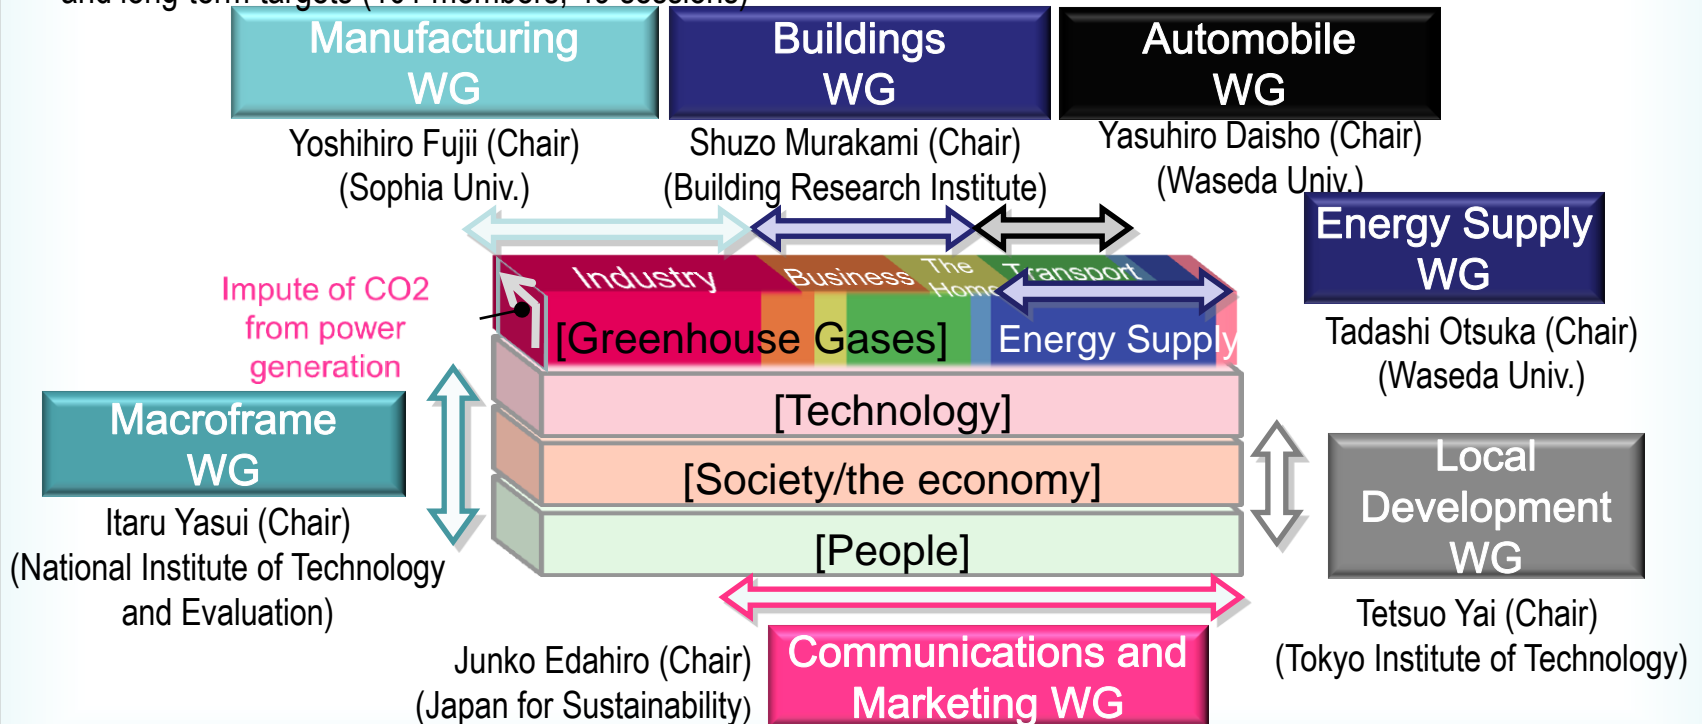 Manufacturing
WG
Buildings
WG
Automobile
WG
Yoshihiro Fujii (Chair)
(Sophia Univ.)
Shuzo Murakami (Chair)
(Building Research Institute)
Yasuhiro Daisho (Chair)
(Waseda Univ.)
Energy Supply
WG
Tadashi Otsuka (Chair)
(Waseda Univ.)
Industry
Business
The
Home
Transport
Impute of CO2
from power
generation
[Greenhouse Gases]
Energy Supply
[Technology]
[Society/the economy]
[People]
Macroframe
WG
Itaru Yasui (Chair)
(National Institute of Technology
and Evaluation)
Local
Development
WG
Tetsuo Yai (Chair)
(Tokyo Institute of Technology)
Junko Edahiro (Chair)
(Japan for Sustainability)
Communications and
Marketing WG